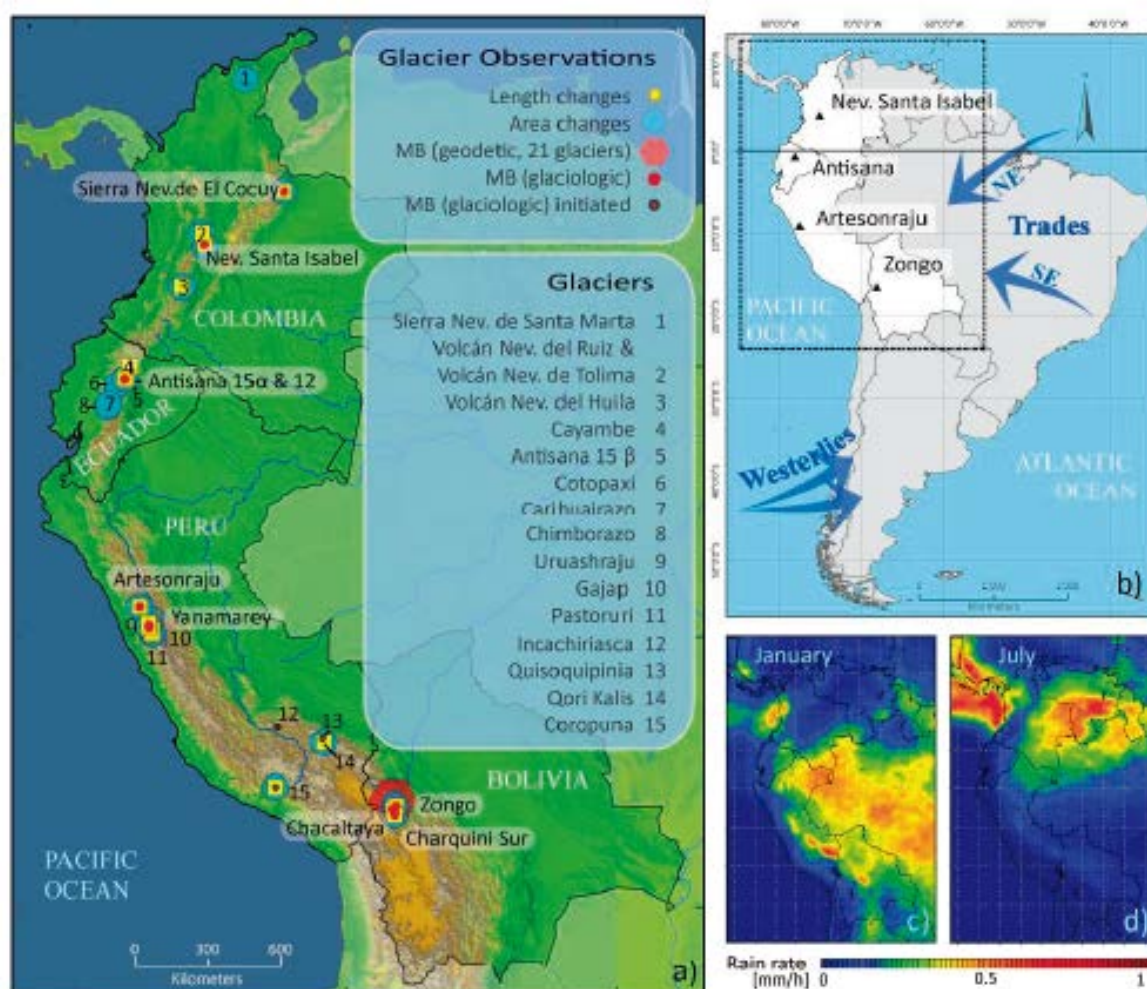 Glacier Observations
Length changes
Area changes
MB (geodetic, 21 glaciers)
MB (glaciologic)
MB (glaciologic) initiated
Glaciers
Sierra Nev. de Santa Marta 1
Volcán Nev. del Ruiz &
Volcán Nev. de Tolima 2
Volcán Nev. del Huila 3
Cayambe 4
Antisana 15 β 5
Cotopaxi 6
Carihuairazo 7
Chimborazo 8
Uruashraju 9
Gajap 10
Pastoruri 11
Incachiriasca 12
Quisoquipinia 13
Qori Kalis 14
Coropuna 15
1
Sierra Nev.de El Cocuy
2
Nev. Santa Isabel
3
COLOMBIA
4
6
Antisana 15α & 12
5
8
7
ECUADOR
PERU
Artesonraju
Yanamarey
9
10
11
12
13
14
15
BOLIVIA
Zongo
Chacaltaya
Charquini Sur
PACIFIC
OCEAN
0 300 600
Kilometers
a)
Nev. Santa Isabel
Antisana
Artesonraju
Zongo
NE
Trades
SE
PACIFIC
OCEAN
Westerlies
ATLANTIC
OCEAN
b)
January
c)
July
d)
Rain rate
[mm/h]
0 0.5 1